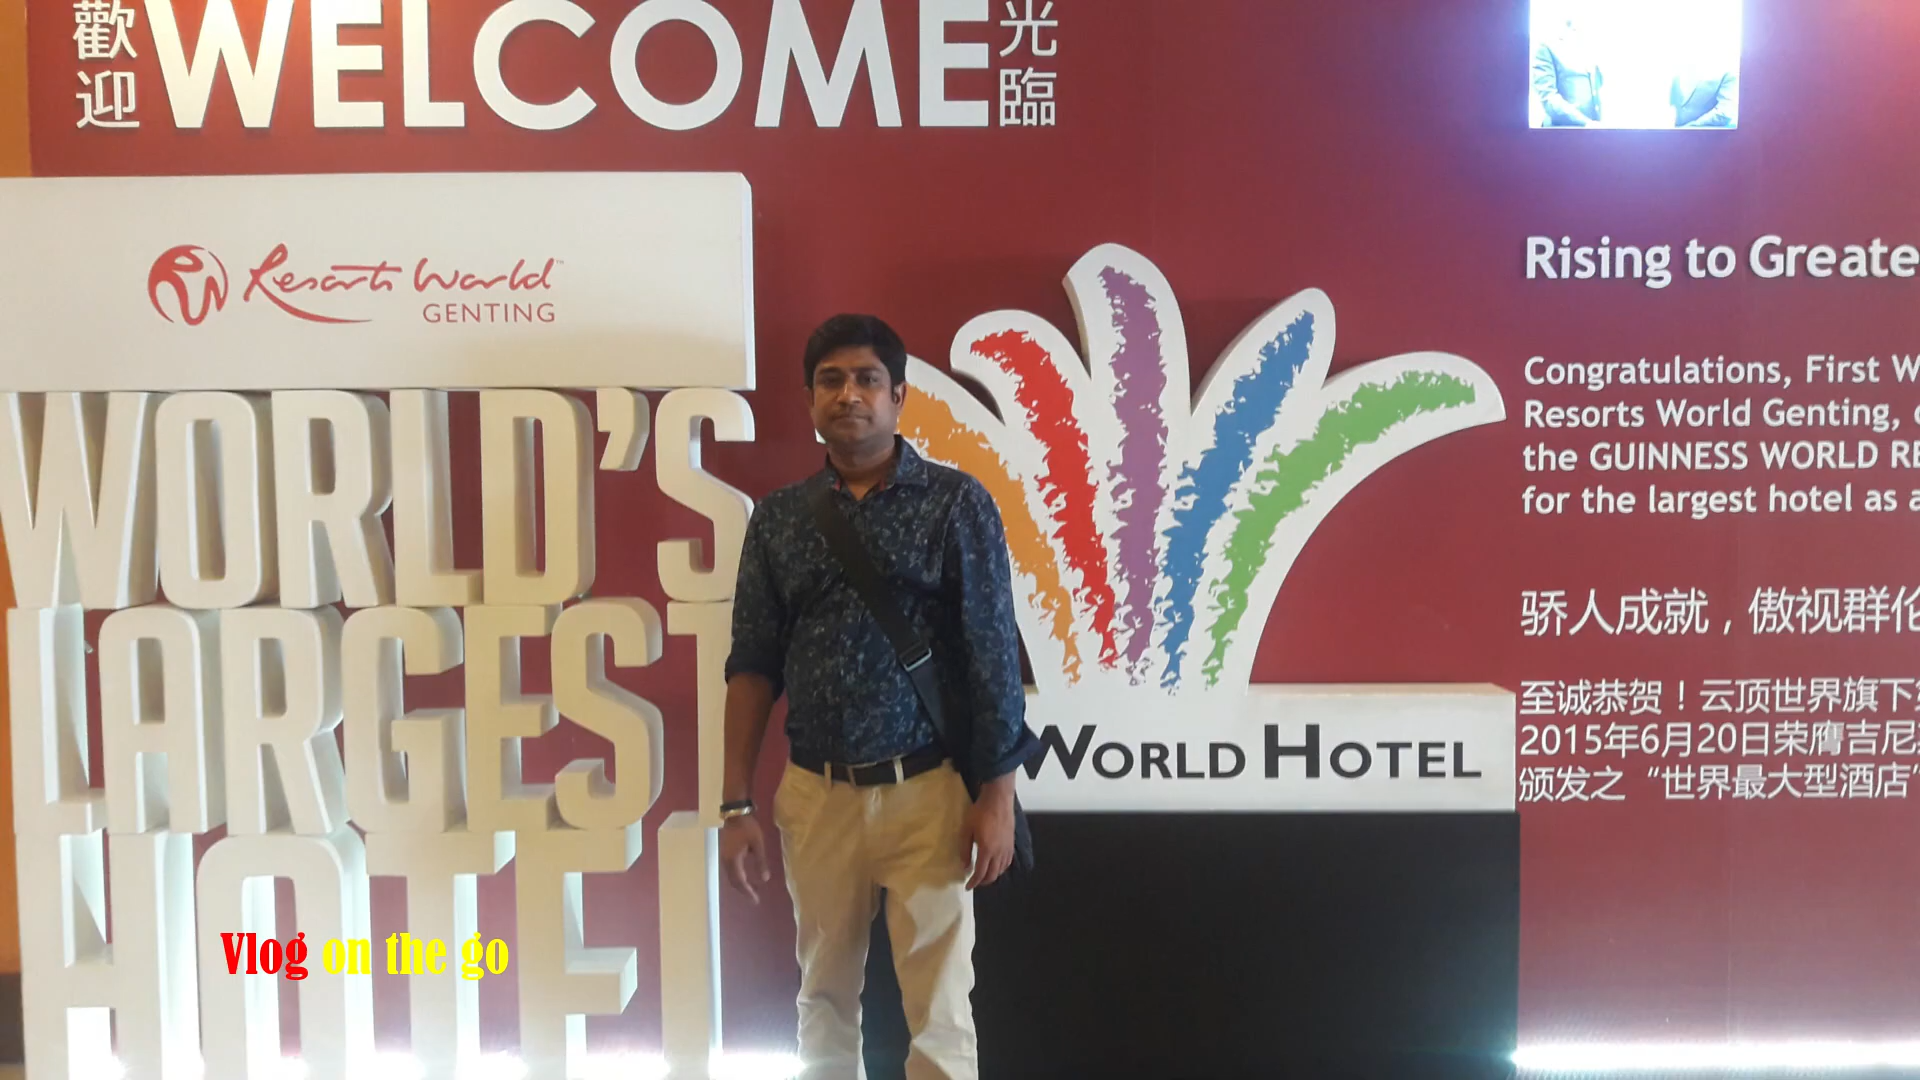 歡迎
WELCOME
光臨
Resorts World
GENTING
WORLD'S
LARGEST
HOTEL
WORLD HOTEL
Rising to Greate
Congratulations, First W
Resorts World Genting,
the GUINNESS WORLD RE
for the largest hotel as a
骄人成就，傲视群伦
至诚恭贺！云顶世界旗下
2015年6月20日荣膺吉尼
颁发之“世界最大型酒店”
Vlog on the go